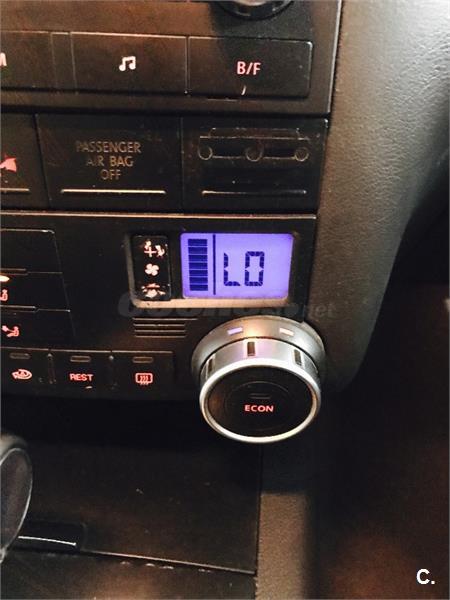 B/F
PASSENGER
AIR BAG
OFF
LO
REST
ECON
C.